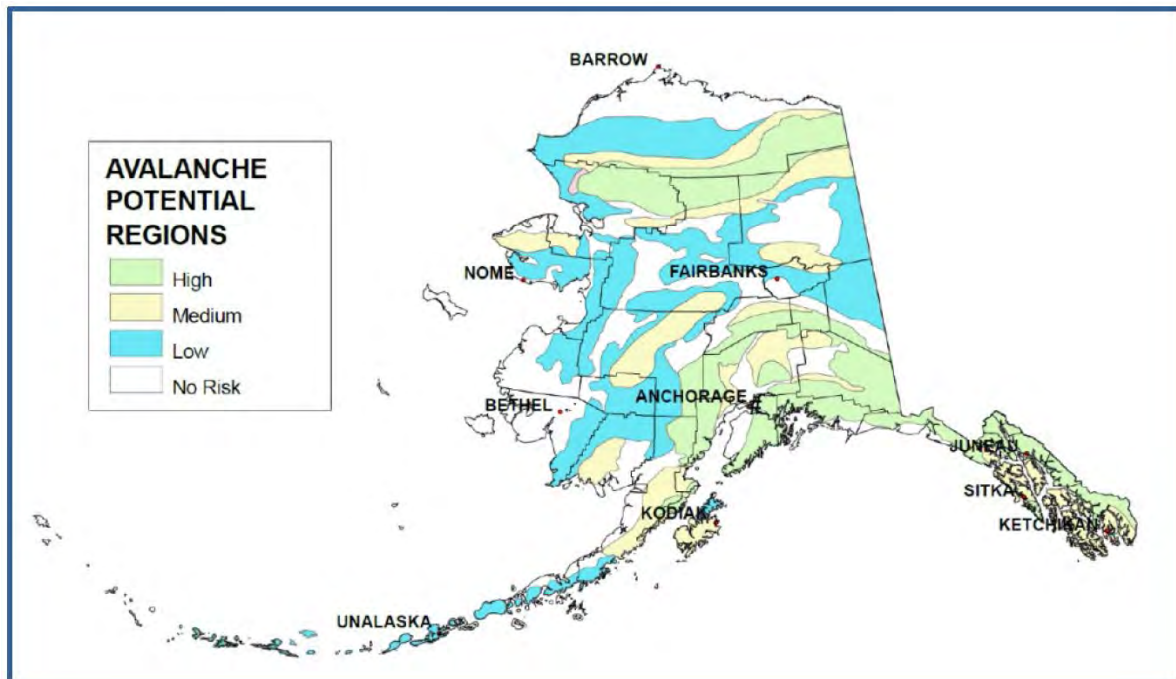 BARROW
AVALANCHE
POTENTIAL
REGIONS
High
Medium
Low
No Risk
NOME
FAIRBANKS
BETHEL
ANCHORAGE
JUNEAU
SITKA
KODIAK
KETCHIKAN
UNALASKA